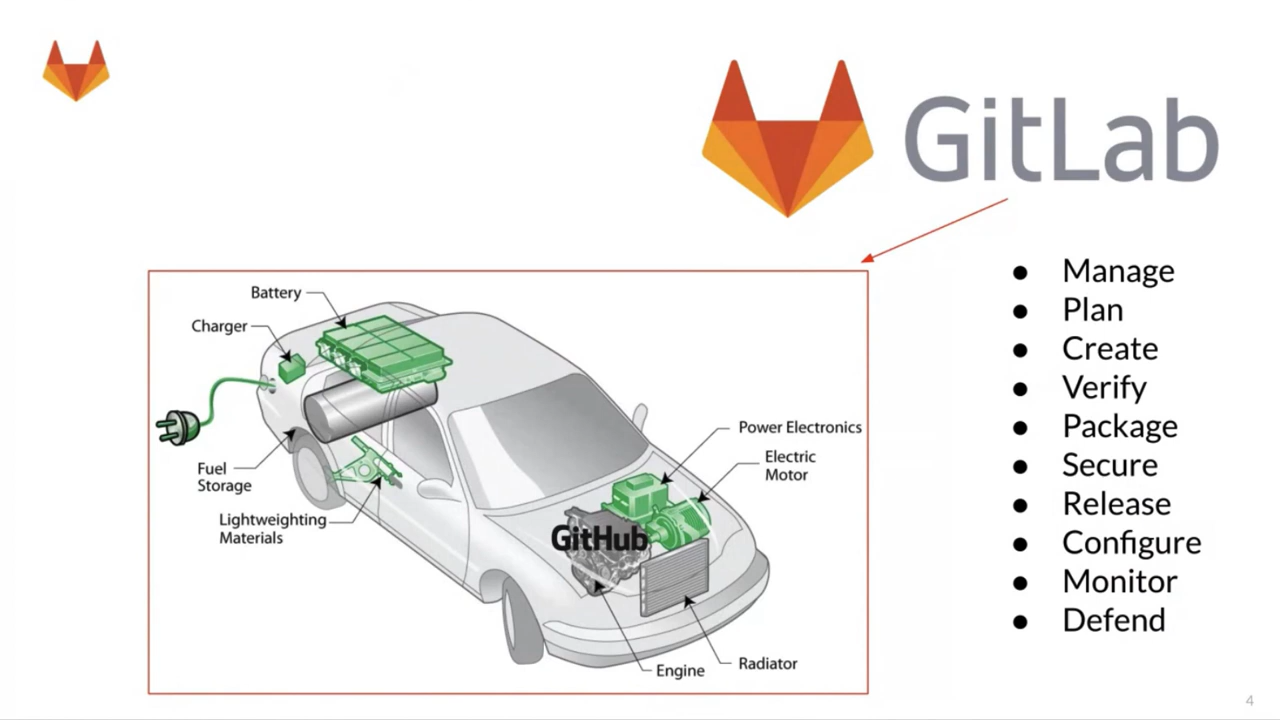 GitLab
Battery
Charger
Fuel
Storage
Lightweighting
Materials
Power Electronics
Electric
Motor
GitHub
Engine
Radiator
● Manage
● Plan
● Create
● Verify
● Package
● Secure
● Release
● Configure
● Monitor
● Defend
4